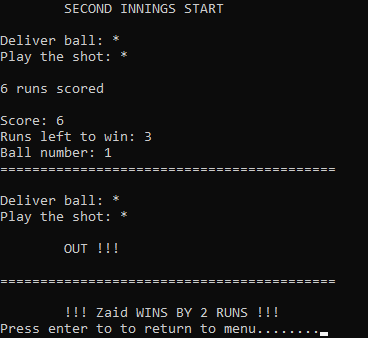 SECOND INNINGS START
Deliver ball: *
Play the shot: *
6 runs scored
Score: 6
Runs left to win: 3
Ball number: 1
==========================================
Deliver ball: *
Play the shot: *
OUT !!!
==========================================
!!! Zaid WINS BY 2 RUNS !!!
Press enter to to return to menu........